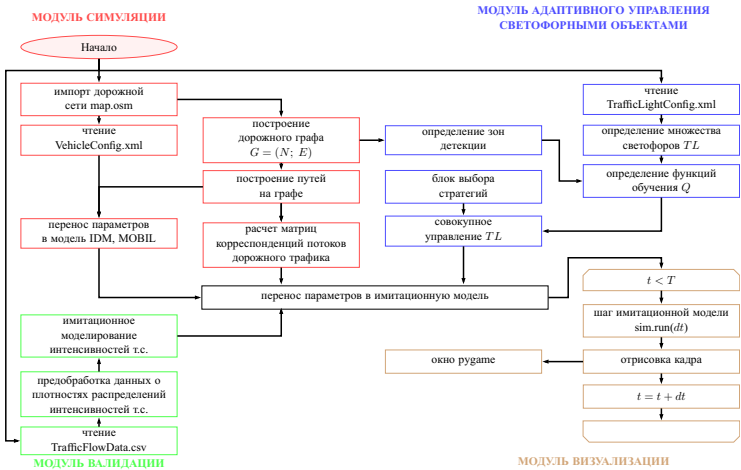 МОДУЛЬ СИМУЛЯЦИИ
МОДУЛЬ АДАПТИВНОГО УПРАВЛЕНИЯ
СВЕТОФОРНЫМИ ОБЪЕКТАМИ
Начало
импорт дорожной
сети map.osm
чтение
VehicleConfig.xml
построение
дорожного графа
G = (N; E)
определение зон
детекции
чтение
TrafficLightConfig.xml
определение множества
светофоров TL
построение путей
на графе
блок выбора
стратегий
определение функций
обучения Q
перенос параметров
в модель IDM, MOBIL
расчет матриц
корреспонденций потоков
дорожного трафика
совокупное
управление TL
перенос параметров в имитационную модель
t < T
имитационное
моделирование
интенсивностей т.с.
шаг имитационной модели
sim.run(dt)
окно pygame
отрисовка кадра
предобработка данных о
плотностях распределений
интенсивностей т.с.
t = t + dt
чтение
TrafficFlowData.csv
МОДУЛЬ ВАЛИДАЦИИ
МОДУЛЬ ВИЗУАЛИЗАЦИИ